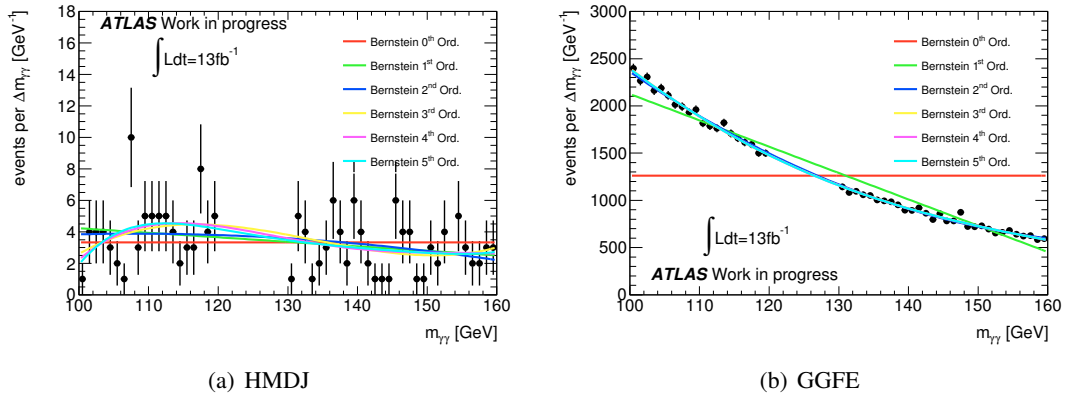 ATLAS Work in progress
∫Ldt=13fb⁻¹
Bernstein 0ᵗʰ Ord.
Bernstein 1ˢᵗ Ord.
Bernstein 2ⁿᵈ Ord.
Bernstein 3ʳᵈ Ord.
Bernstein 4ᵗʰ Ord.
Bernstein 5ᵗʰ Ord.
events per Δmγγ [GeV⁻¹]
18
16
14
12
10
8
6
4
2
0
100 110 120 130 140 150 160
mγγ [GeV]
(a) HMDJ
events per Δmγγ [GeV⁻¹]
3000
2500
2000
1500
1000
500
0
Bernstein 0ᵗʰ Ord.
Bernstein 1ˢᵗ Ord.
Bernstein 2ⁿᵈ Ord.
Bernstein 3ʳᵈ Ord.
Bernstein 4ᵗʰ Ord.
Bernstein 5ᵗʰ Ord.
∫Ldt=13fb⁻¹
ATLAS Work in progress
100 110 120 130 140 150 160
mγγ [GeV]
(b) GGFE